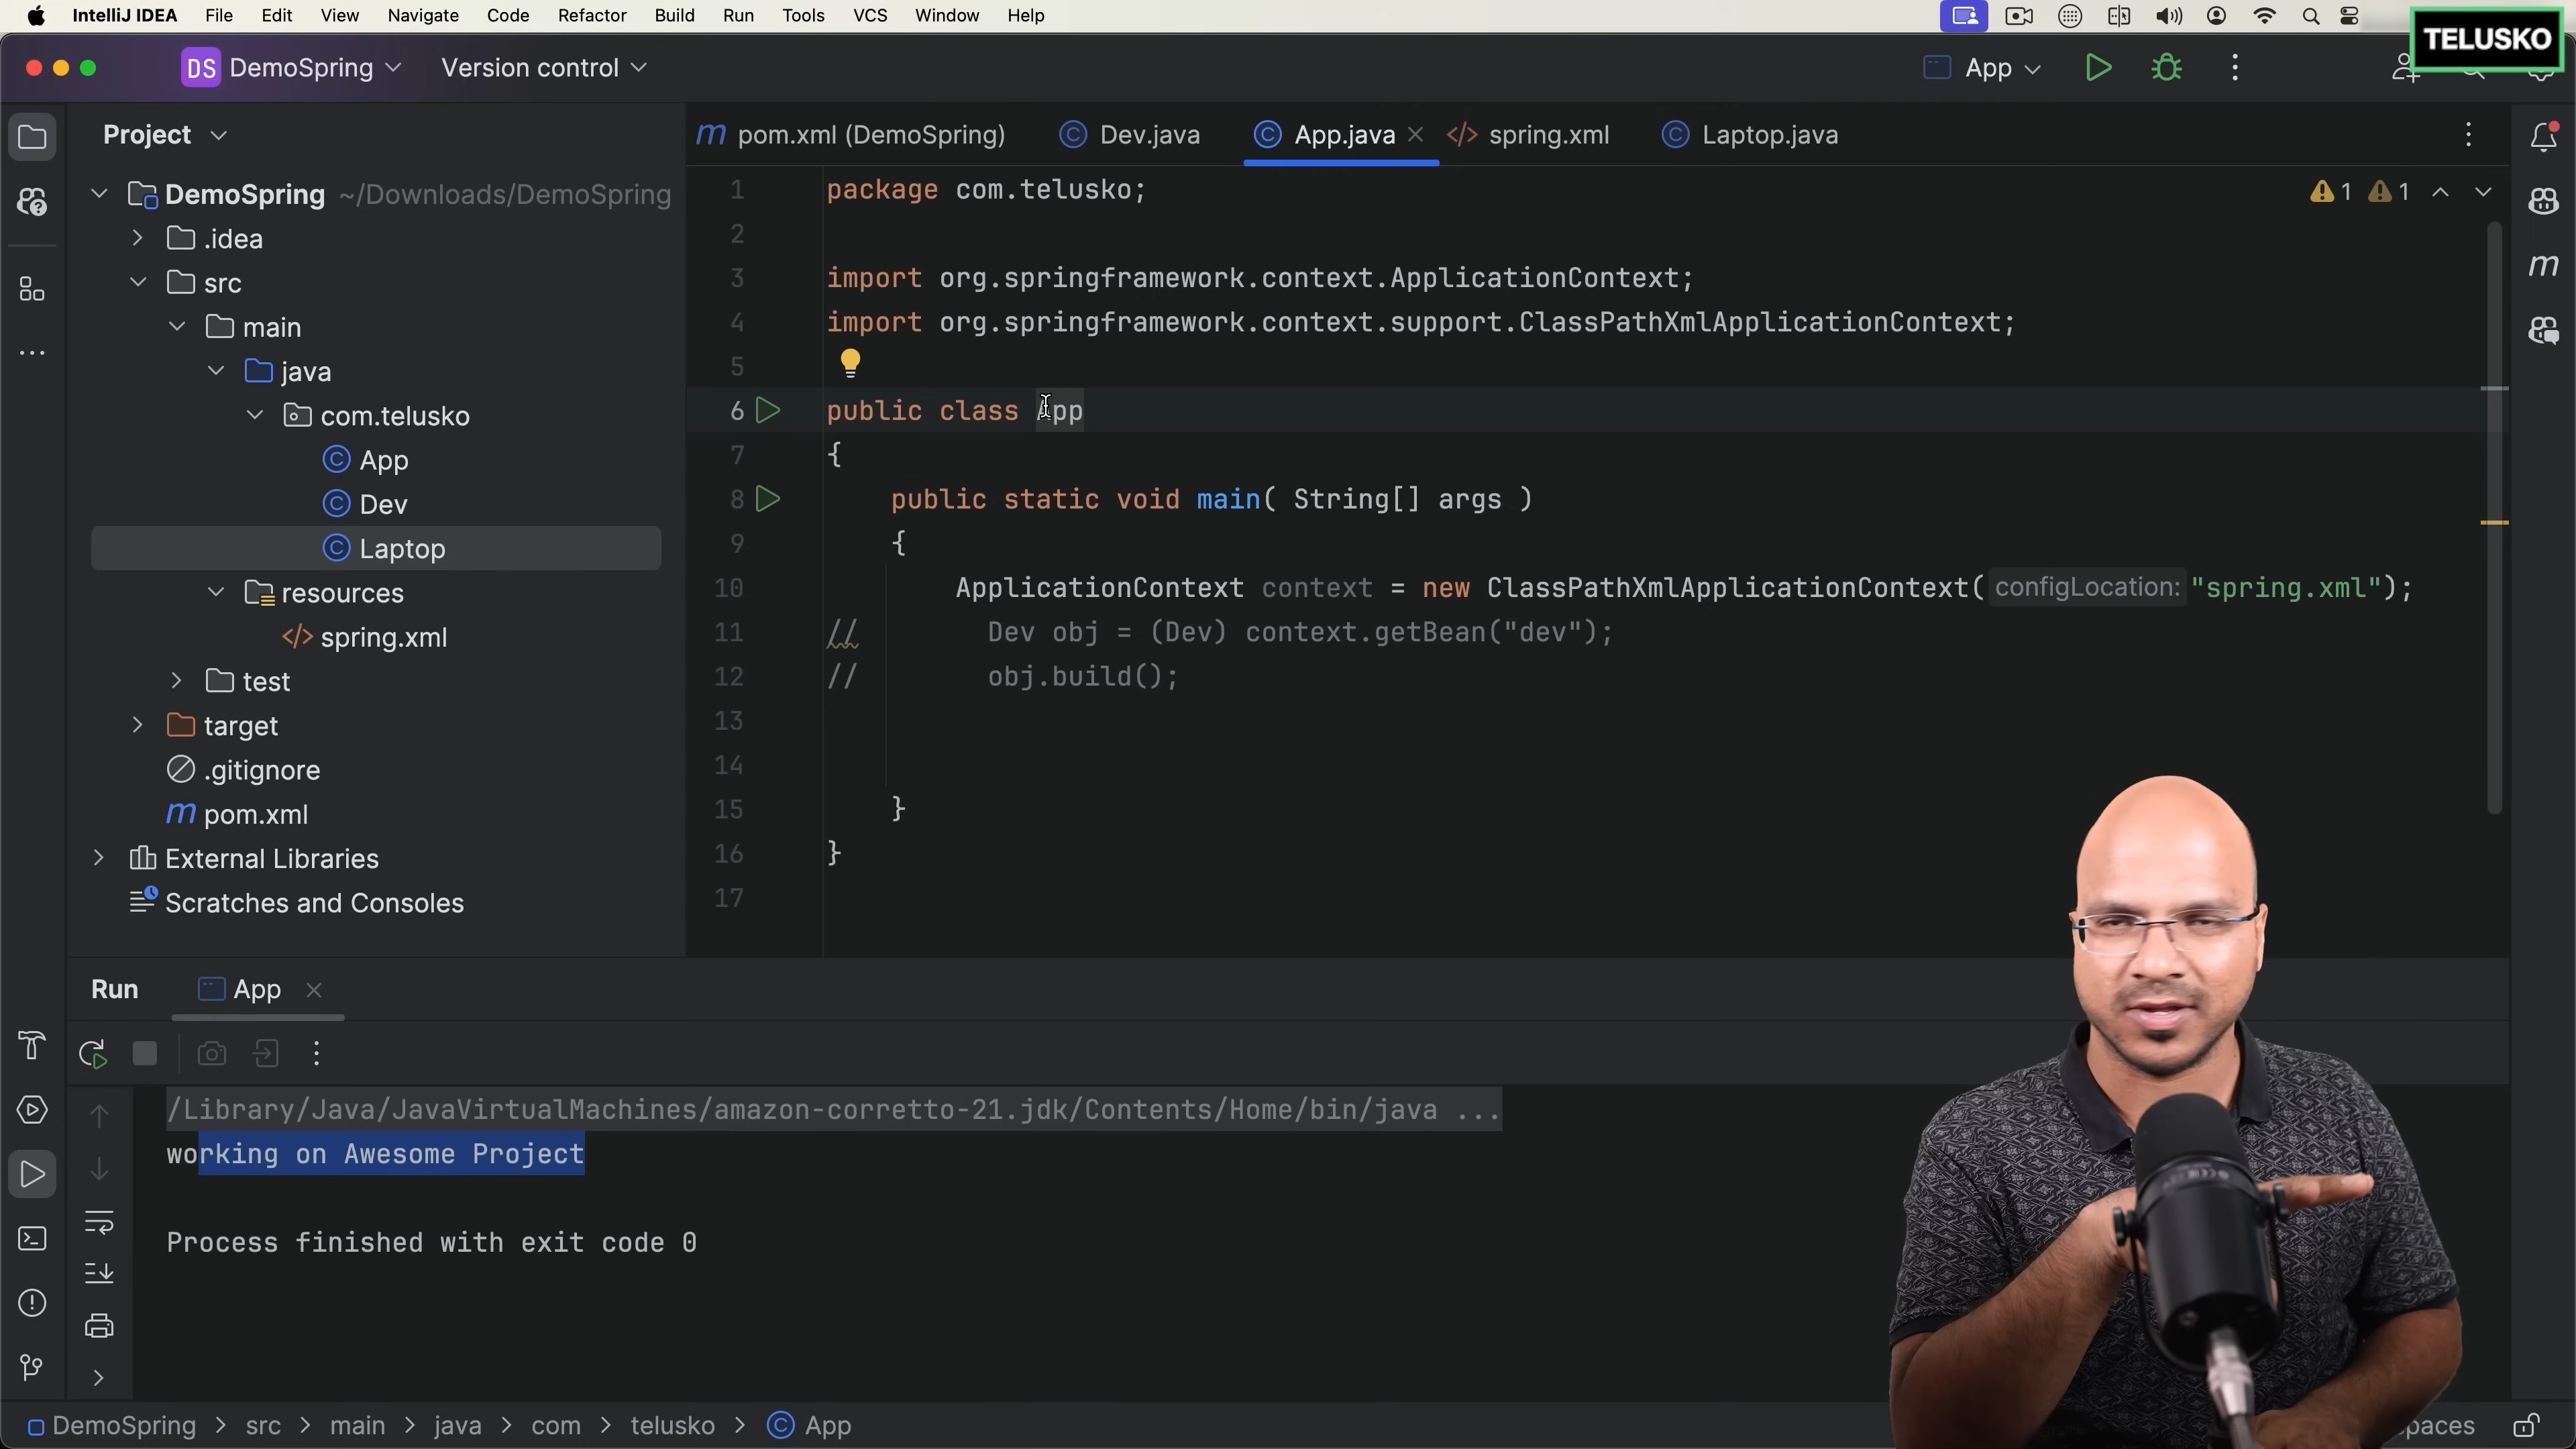 IntelliJ IDEA File Edit View Navigate Code Refactor Build Run Tools VCS Window Help
TELUSKO
DS DemoSpring Version control App
Project
pom.xml (DemoSpring) Dev.java App.java spring.xml Laptop.java
DemoSpring ~/Downloads/DemoSpring
.idea
src
main
java
com.telusko
App
Dev
Laptop
resources
spring.xml
test
target
.gitignore
pom.xml
External Libraries
Scratches and Consoles
1 package com.telusko;
2
3 import org.springframework.context.ApplicationContext;
4 import org.springframework.context.support.ClassPathXmlApplicationContext;
5
6 public class App
7 {
8 public static void main( String[] args )
9 {
10 ApplicationContext context = new ClassPathXmlApplicationContext( configLocation: "spring.xml");
11 // Dev obj = (Dev) context.getBean("dev");
12 // obj.build();
13
14
15 }
16 }
17
1 1
Run App
/Library/Java/JavaVirtualMachines/amazon-corretto-21.jdk/Contents/Home/bin/java ...
working on Awesome Project
Process finished with exit code 0
DemoSpring > src > main > java > com > telusko > App